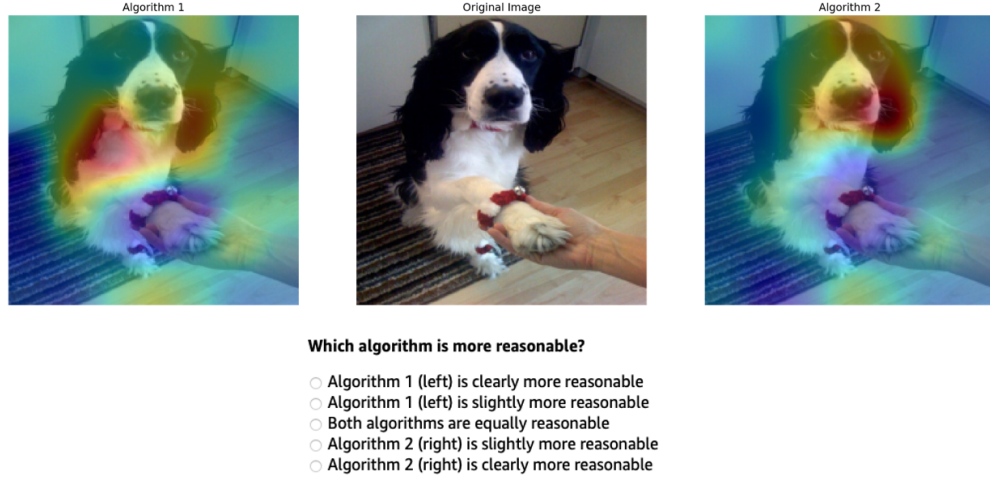 Algorithm 1
Original Image
Algorithm 2
Which algorithm is more reasonable?
Algorithm 1 (left) is clearly more reasonable
Algorithm 1 (left) is slightly more reasonable
Both algorithms are equally reasonable
Algorithm 2 (right) is slightly more reasonable
Algorithm 2 (right) is clearly more reasonable